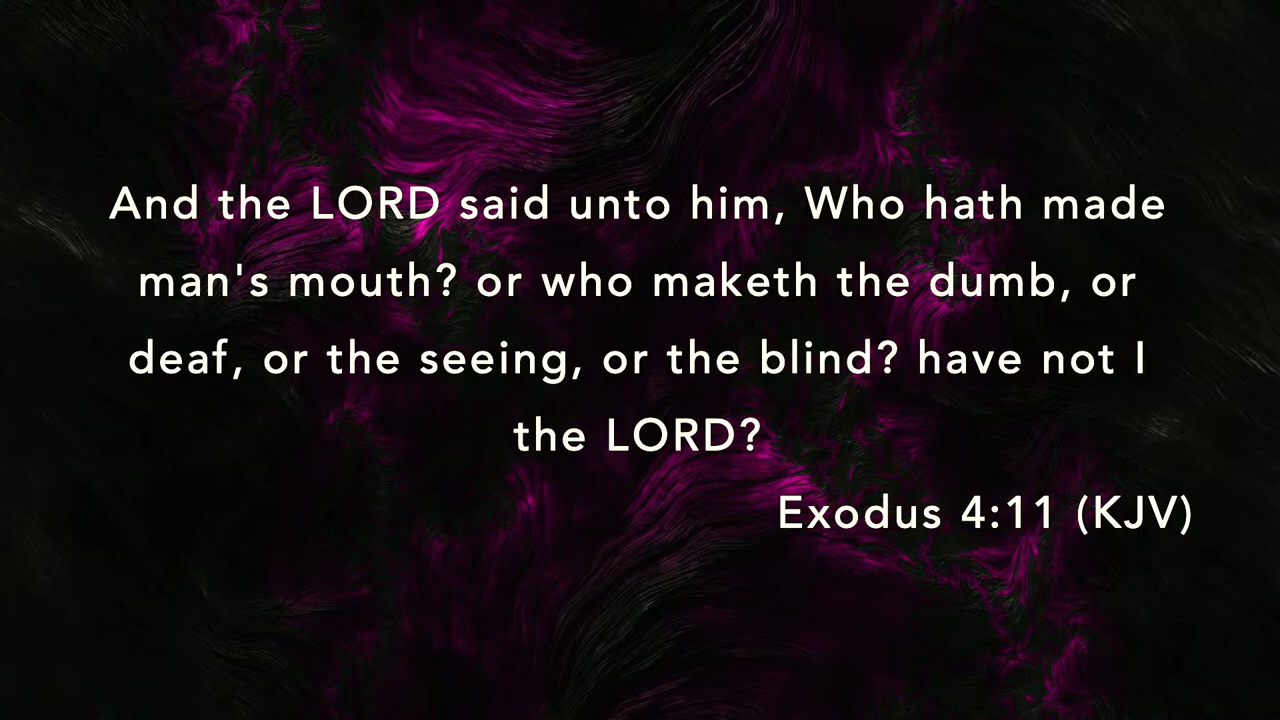 And the LORD said unto him, Who hath made
man's mouth? or who maketh the dumb, or
deaf, or the seeing, or the blind? have not I
the LORD?
Exodus 4:11 (KJV)